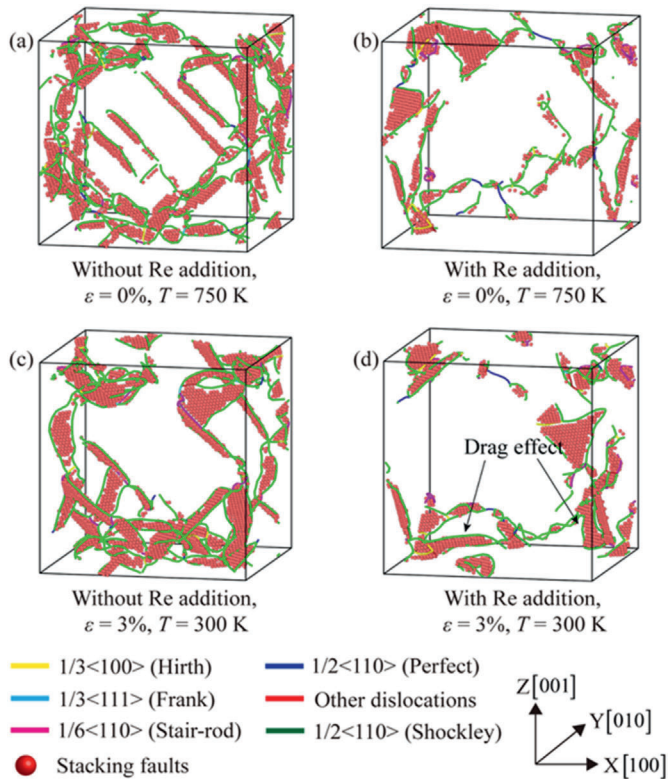 (a)
(b)
Without Re addition,
ε = 0%, T = 750 K
With Re addition,
ε = 0%, T = 750 K
(c)
(d)
Drag effect
Without Re addition,
ε = 3%, T = 300 K
With Re addition,
ε = 3%, T = 300 K
1/3<100> (Hirth)
1/2<110> (Perfect)
1/3<111> (Frank)
Other dislocations
1/6<110> (Stair-rod)
1/2<110> (Shockley)
Stacking faults
Z[001]
Y[010]
X[100]